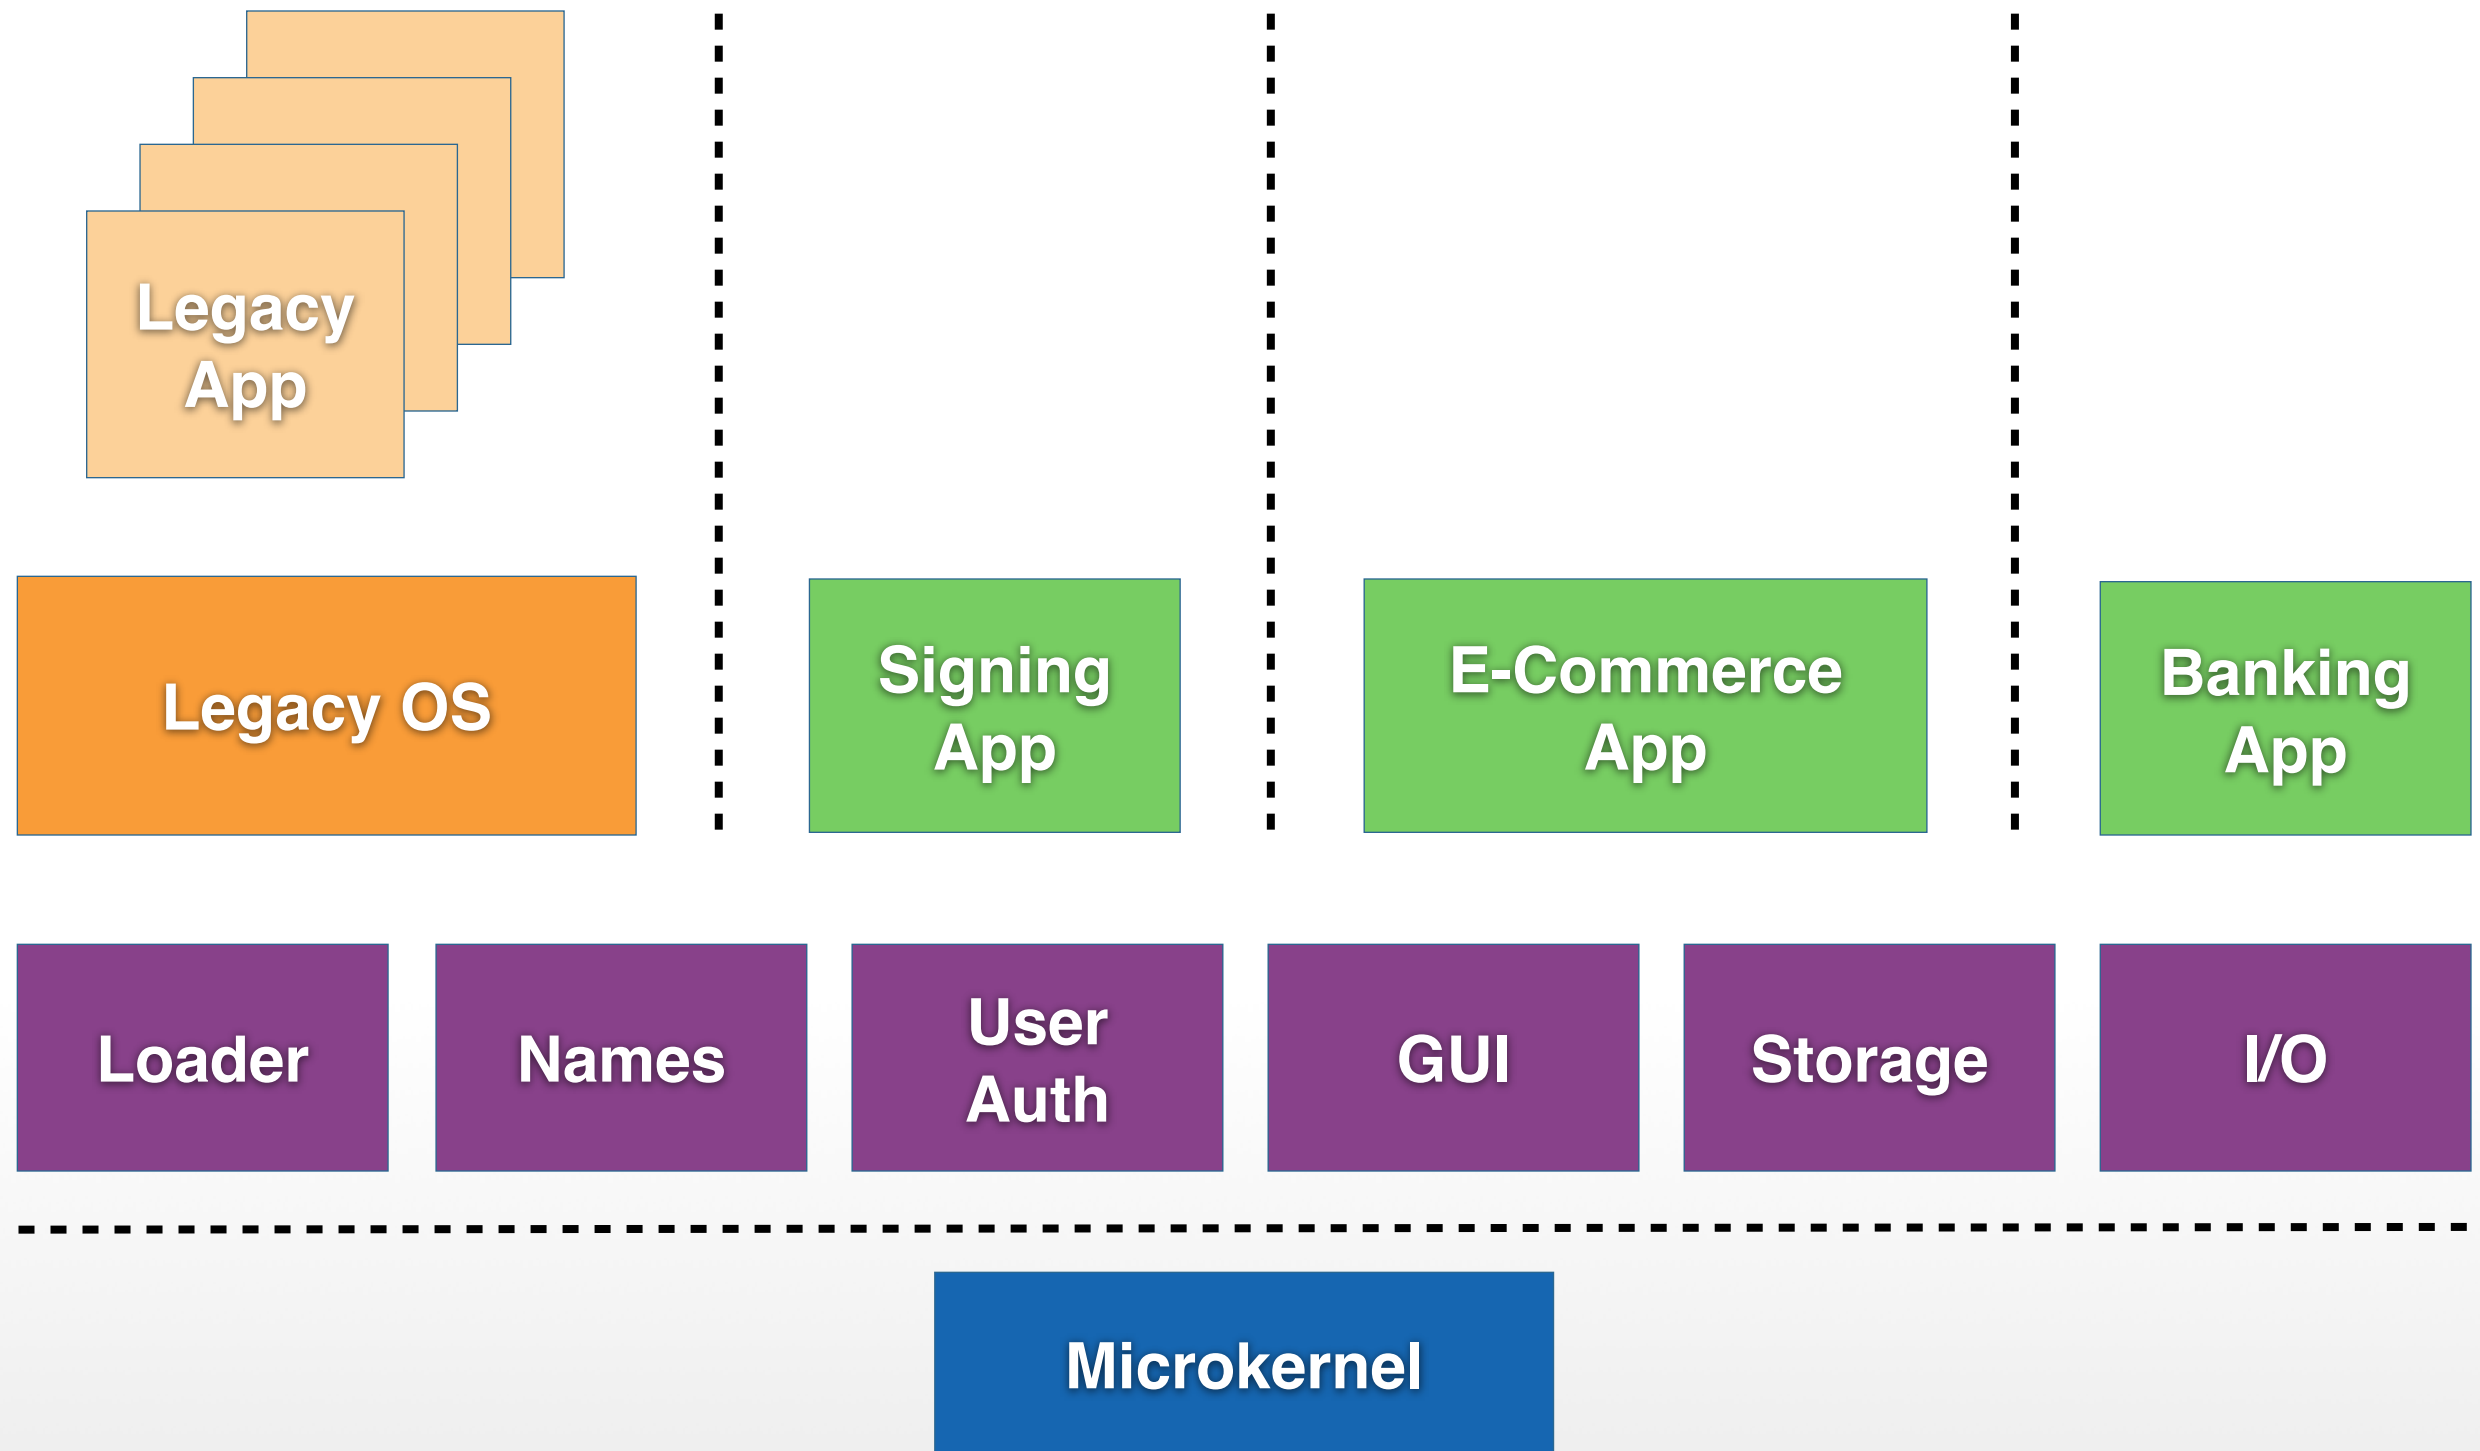 Legacy
App
Legacy OS
Signing
App
E-Commerce
App
Banking
App
Loader
Names
User
Auth
GUI
Storage
I/O
Microkernel